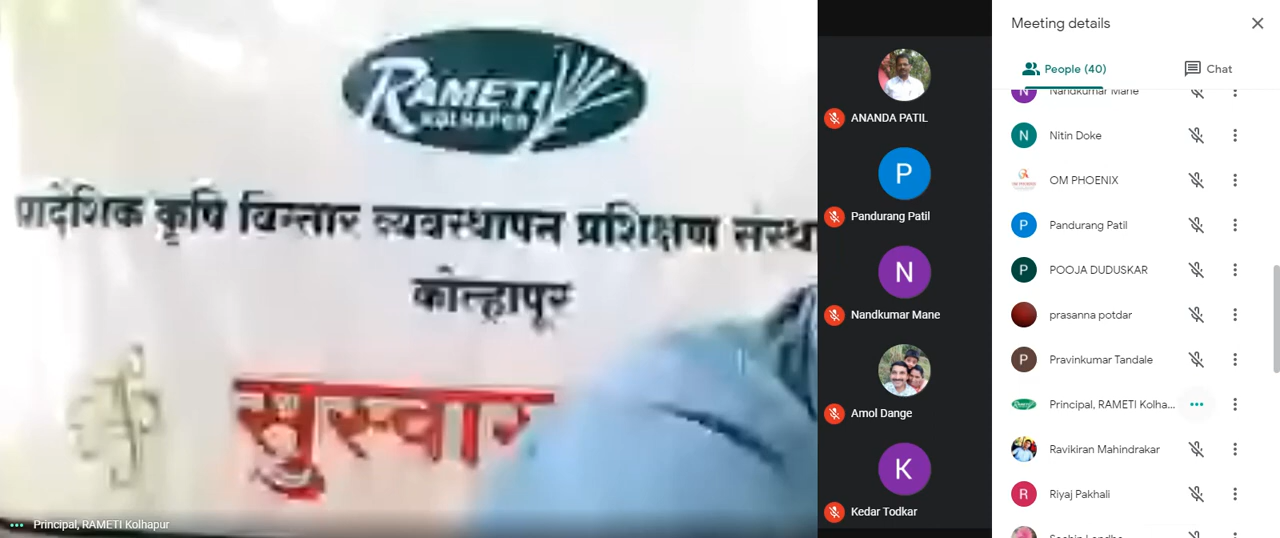 RAMETI
KOLHAPUR
प्रादेशिक कृषि विस्तार व्यवस्थापन प्रशिक्षण
कोल्हापूर
Principal, RAMETI Kolhapur
ANANDA PATIL
P
Pandurang Patil
N
Nandkumar Mane
Amol Dange
K
Kedar Todkar
Meeting details
People (40)
Chat
N Nandkumar Mane
N Nitin Doke
OM PHOENIX
P Pandurang Patil
P POOJA DUDUSKAR
prasanna potdar
P Pravinkumar Tandale
Principal, RAMETI Kolha...
Ravikiran Mahindrakar
R Riyaj Pakhali